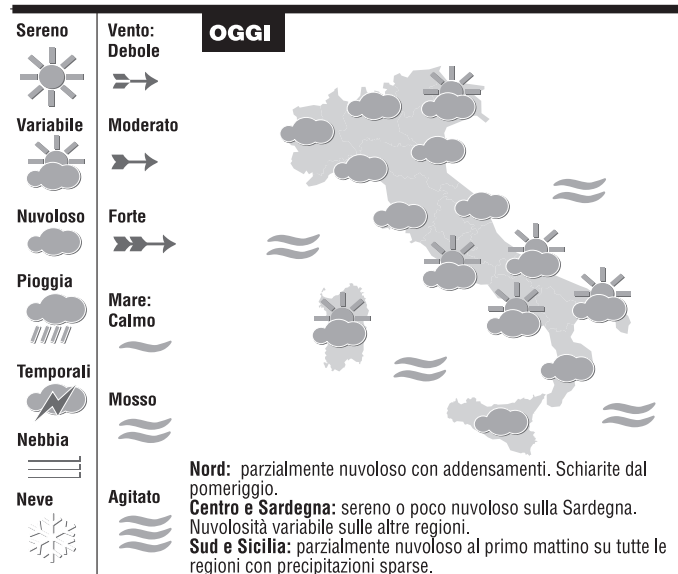 Sereno
Variabile
Nuvoloso
Pioggia
Temporali
Nebbia
Neve
Vento:
Debole
Moderato
Forte
Mare:
Calmo
Mosso
Agitato
OGGI
Nord: parzialmente nuvoloso con addensamenti. Schiarite dal
pomeriggio.
Centro e Sardegna: sereno o poco nuvoloso sulla Sardegna.
Nuvolosità variabile sulle altre regioni.
Sud e Sicilia: parzialmente nuvoloso al primo mattino su tutte le
regioni con precipitazioni sparse.